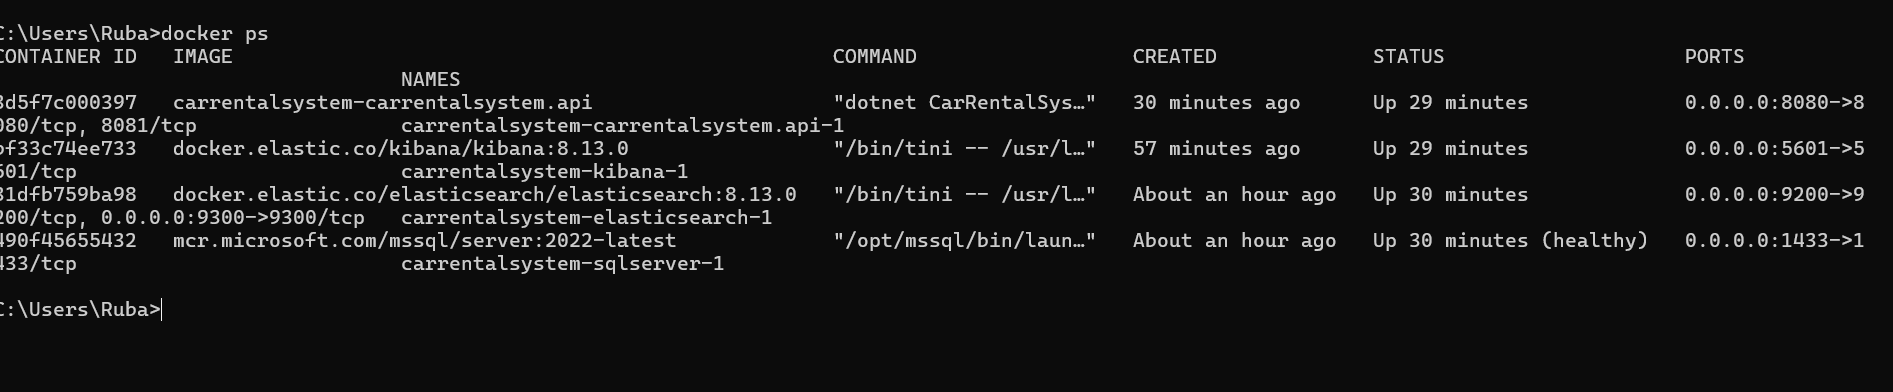 C:\Users\Ruba>docker ps
CONTAINER ID   IMAGE                                                  COMMAND                  CREATED             STATUS                    PORTS
                   NAMES
3d5f7c000397   carrentalsystem-carrentalsystem.api                    "dotnet CarRentalSys…"   30 minutes ago      Up 29 minutes             0.0.0.0:8080->8
080/tcp, 8081/tcp                 carrentalsystem-carrentalsystem.api-1
bf33c74ee733   docker.elastic.co/kibana/kibana:8.13.0                 "/bin/tini -- /usr/l…"   57 minutes ago      Up 29 minutes             0.0.0.0:5601->5
601/tcp                           carrentalsystem-kibana-1
31dfb759ba98   docker.elastic.co/elasticsearch/elasticsearch:8.13.0   "/bin/tini -- /usr/l…"   About an hour ago   Up 30 minutes             0.0.0.0:9200->9
200/tcp, 0.0.0.0:9300->9300/tcp   carrentalsystem-elasticsearch-1
490f45655432   mcr.microsoft.com/mssql/server:2022-latest             "/opt/mssql/bin/laun…"   About an hour ago   Up 30 minutes (healthy)   0.0.0.0:1433->1
433/tcp                           carrentalsystem-sqlserver-1
C:\Users\Ruba>